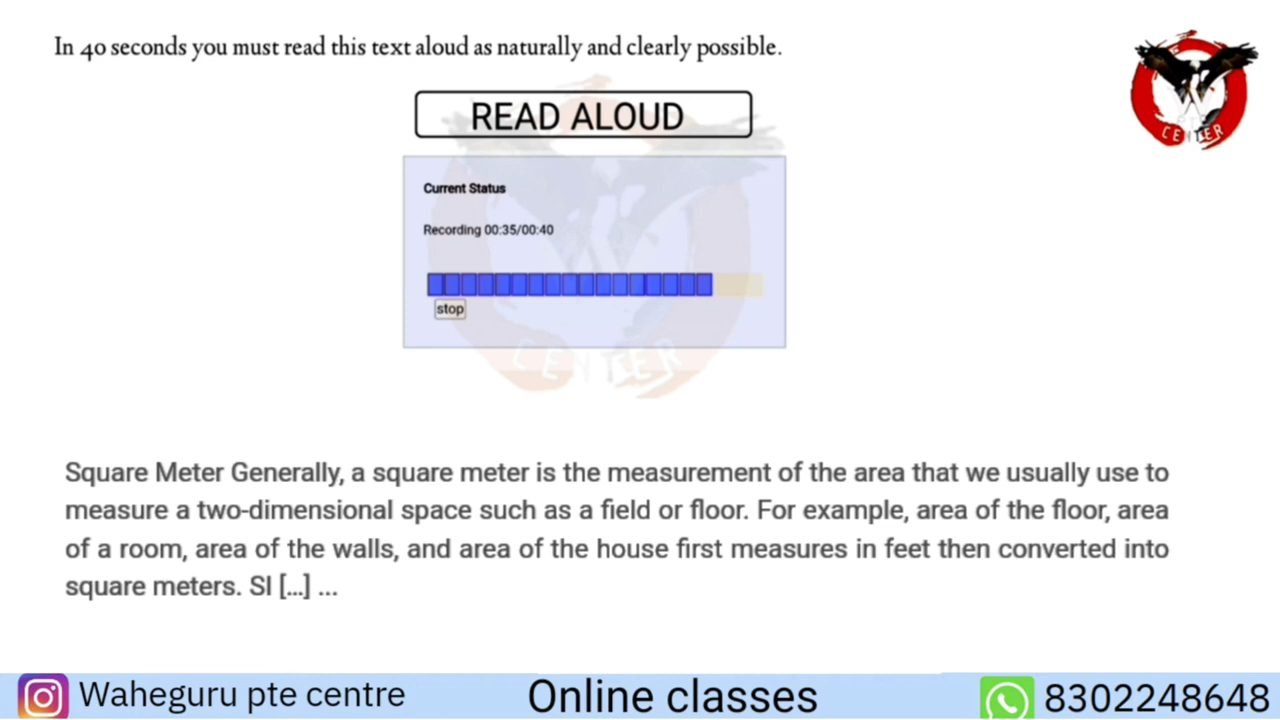 In 40 seconds you must read this text aloud as naturally and clearly possible.
CENTER
READ ALOUD
Current Status
Recording 00:35/00:40
stop
CENTER
Square Meter Generally, a square meter is the measurement of the area that we usually use to
measure a two-dimensional space such as a field or floor. For example, area of the floor, area
of a room, area of the walls, and area of the house first measures in feet then converted into
square meters. SI [...] ...
Waheguru pte centre
Online classes
8302248648